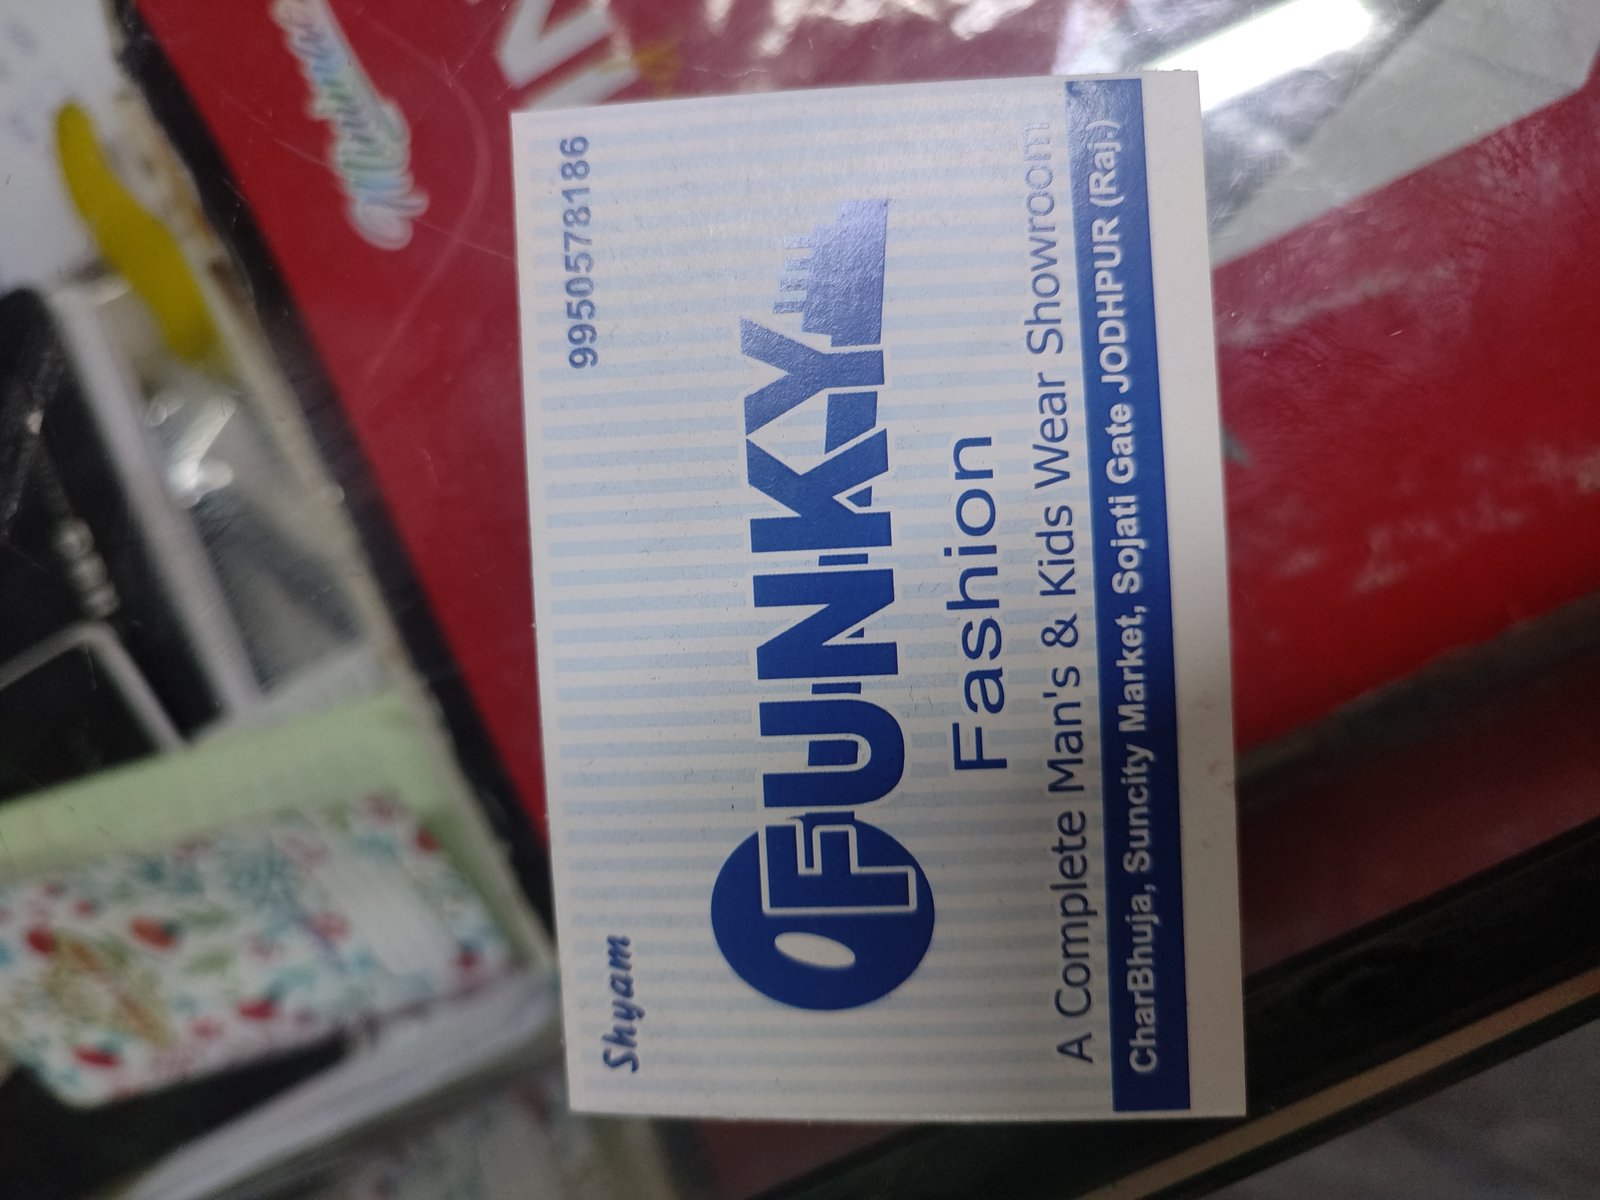 Shyam
9950578186
FUNKY
Fashion
A Complete Man's & Kids Wear Showroom
CharBhuja, Suncity Market, Sojati Gate JODHPUR (Raj.)